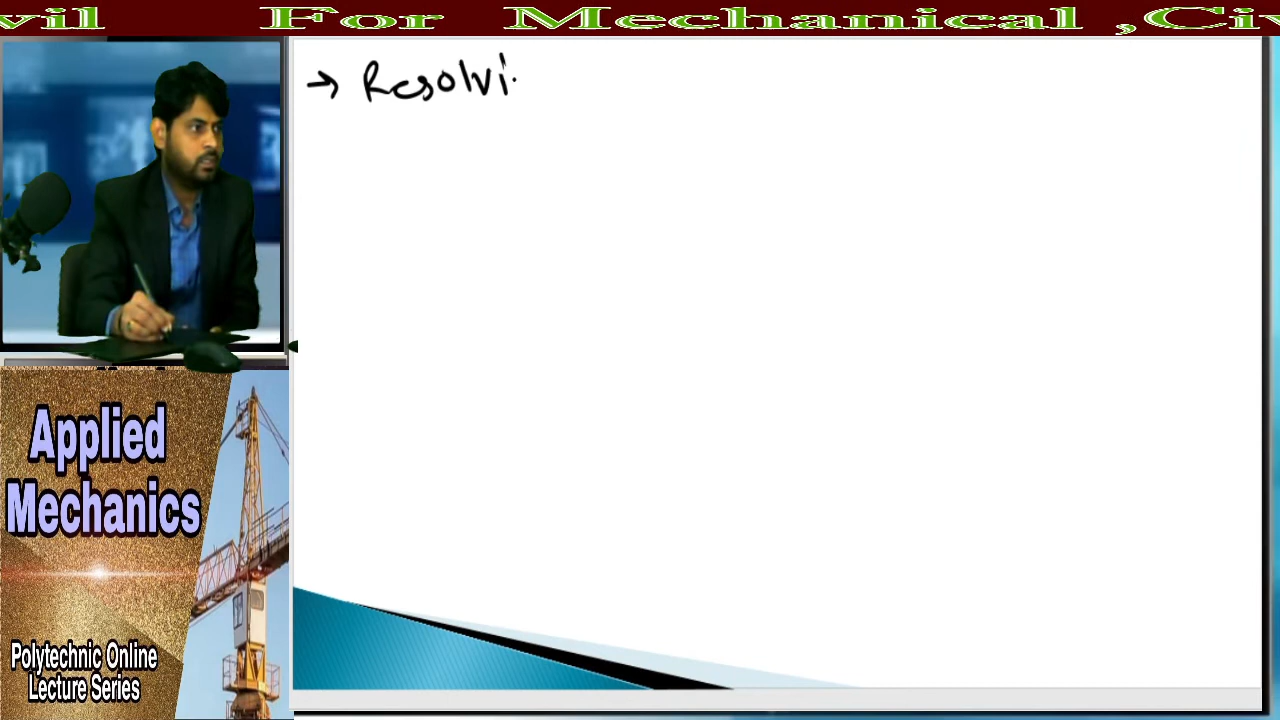 vil For Mechanical ,Civ
→ Resolvi
Applied
Mechanics
Polytechnic Online
Lecture Series